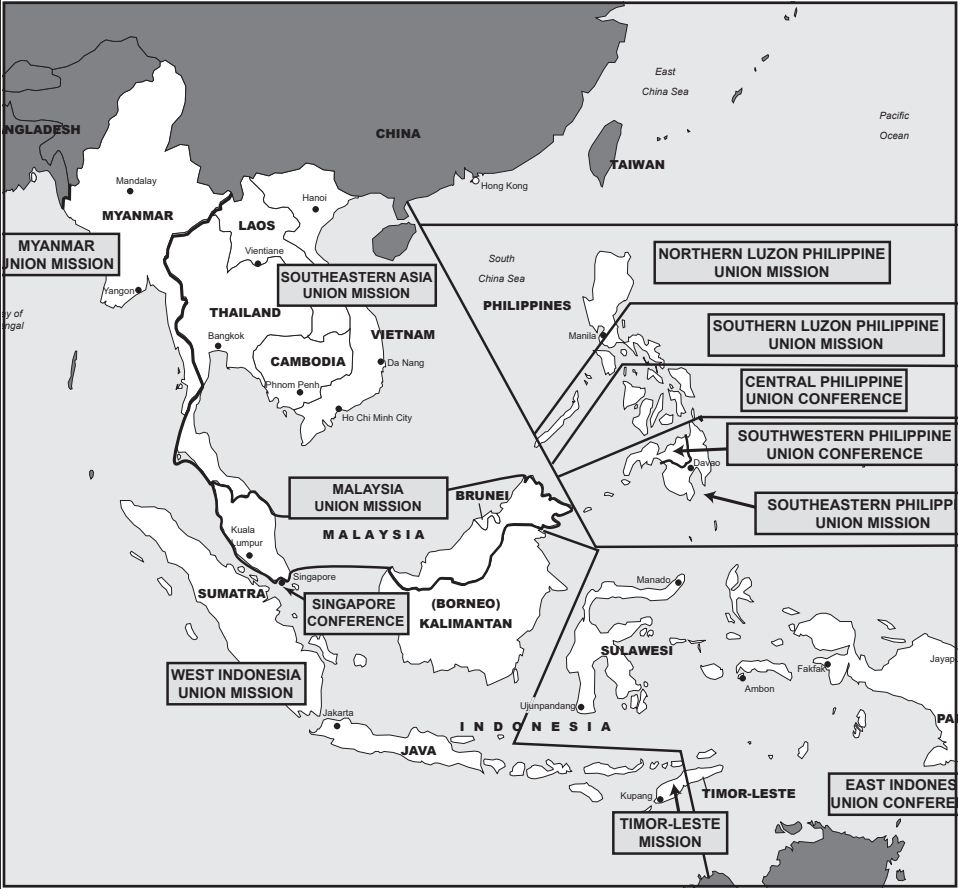 East
China Sea
Pacific
Ocean
NGLADESH
CHINA
TAIWAN
Mandalay
Hong Kong
Hanoi
MYANMAR
LAOS
MYANMAR
UNION MISSION
Vientiane
South
China Sea
NORTHERN LUZON PHILIPPINE
UNION MISSION
SOUTHEASTERN ASIA
UNION MISSION
Yangon
PHILIPPINES
THAILAND
ay of
ngal
SOUTHERN LUZON PHILIPPINE
UNION MISSION
Bangkok
VIETNAM
Manila
CAMBODIA
Da Nang
Phnom Penh
CENTRAL PHILIPPINE
UNION CONFERENCE
Ho Chi Minh City
SOUTHWESTERN PHILIPPINE
UNION CONFERENCE
Davao
MALAYSIA
UNION MISSION
BRUNEI
SOUTHEASTERN PHILIPPI
UNION MISSION
Kuala
Lumpur
MALAYSIA
Singapore
Manado
SUMATRA
SINGAPORE
CONFERENCE
(BORNEO)
KALIMANTAN
SULAWESI
Jayap
Fakfak
WEST INDONESIA
UNION MISSION
Ambon
Ujunpandang
Jakarta
INDONESIA
PA
JAVA
EAST INDONES
UNION CONFERE
Kupang
TIMOR-LESTE
TIMOR-LESTE
MISSION